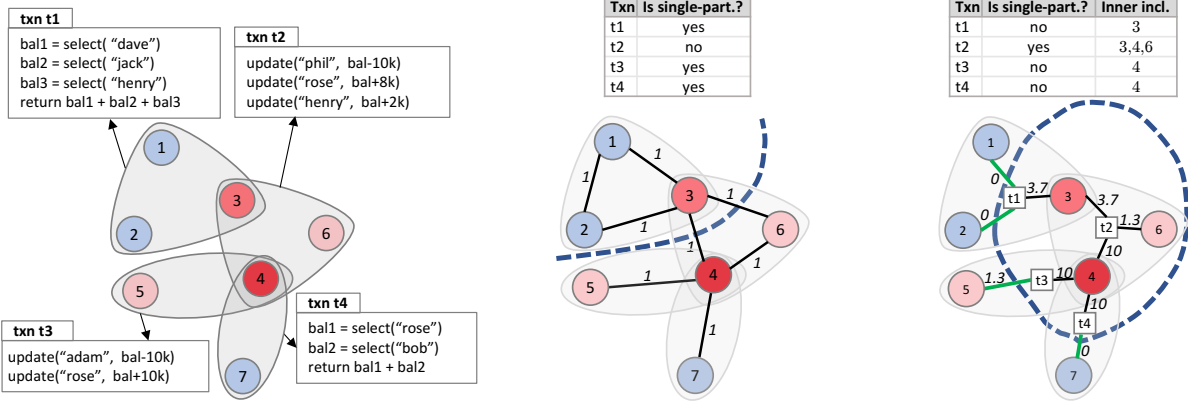 txn t1
bal1 = select( “dave”)
bal2 = select( “jack”)
bal3 = select( “henry”)
return bal1 + bal2 + bal3
txn t2
update(“phil”, bal-10k)
update(“rose”, bal+8k)
update(“henry”, bal+2k)
1
2
3
6
4
5
7
txn t3
update(“adam”, bal-10k)
update(“rose”, bal+10k)
txn t4
bal1 = select(“rose”)
bal2 = select(“bob”)
return bal1 + bal2
Txn Is single-part.?
t1 yes
t2 no
t3 yes
t4 yes
1
1
1
3
1
2
1
6
1
1
4
5
1
1
7
Txn Is single-part.? Inner incl.
t1 no 3
t2 yes 3,4,6
t3 no 4
t4 no 4
1
0
t1
3.7
3
3.7
0
2
t2
1.3
6
10
5
1.3
t3
10
4
10
t4
0
7